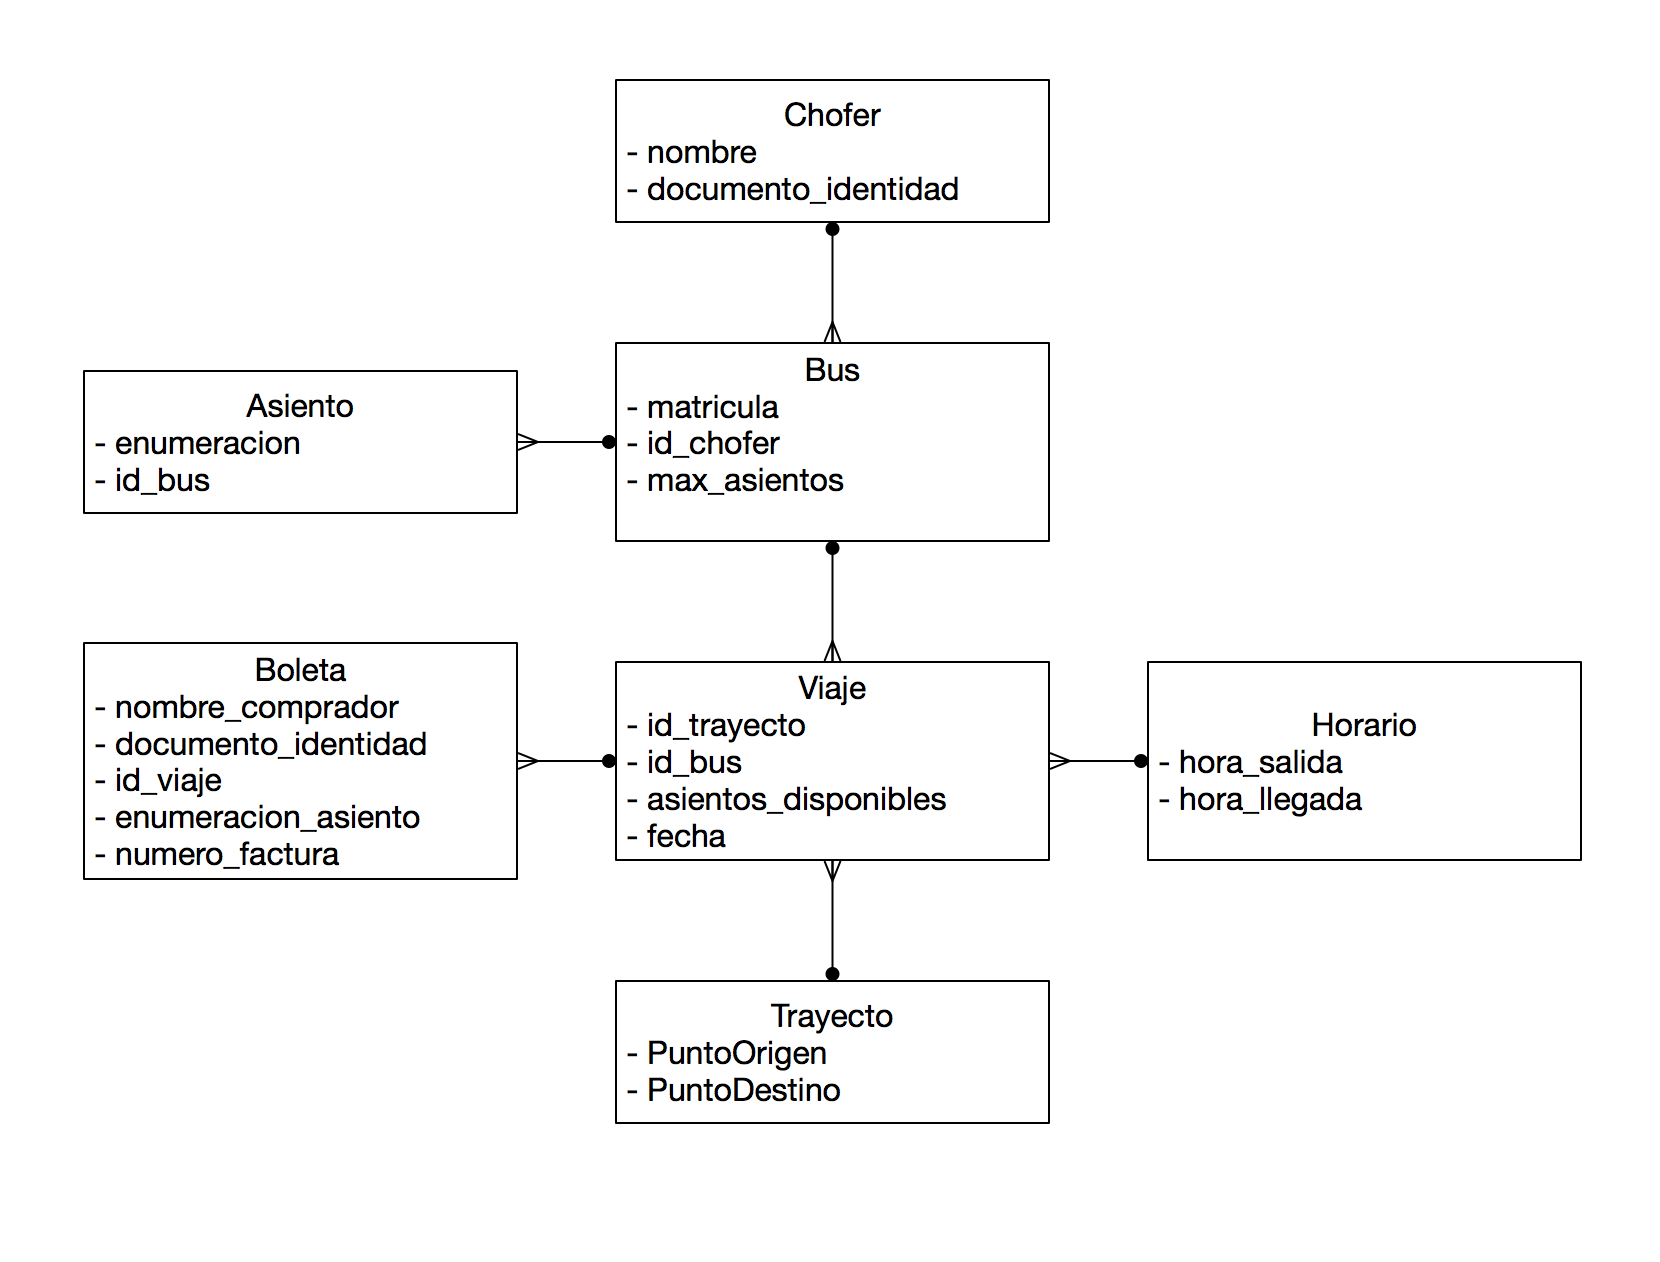 Chofer
- nombre
- documento_identidad
Asiento
- enumeracion
- id_bus
Bus
- matricula
- id_chofer
- max_asientos
Boleta
- nombre_comprador
- documento_identidad
- id_viaje
- enumeracion_asiento
- numero_factura
Viaje
- id_trayecto
- id_bus
- asientos_disponibles
- fecha
Horario
- hora_salida
- hora_llegada
Trayecto
- PuntoOrigen
- PuntoDestino